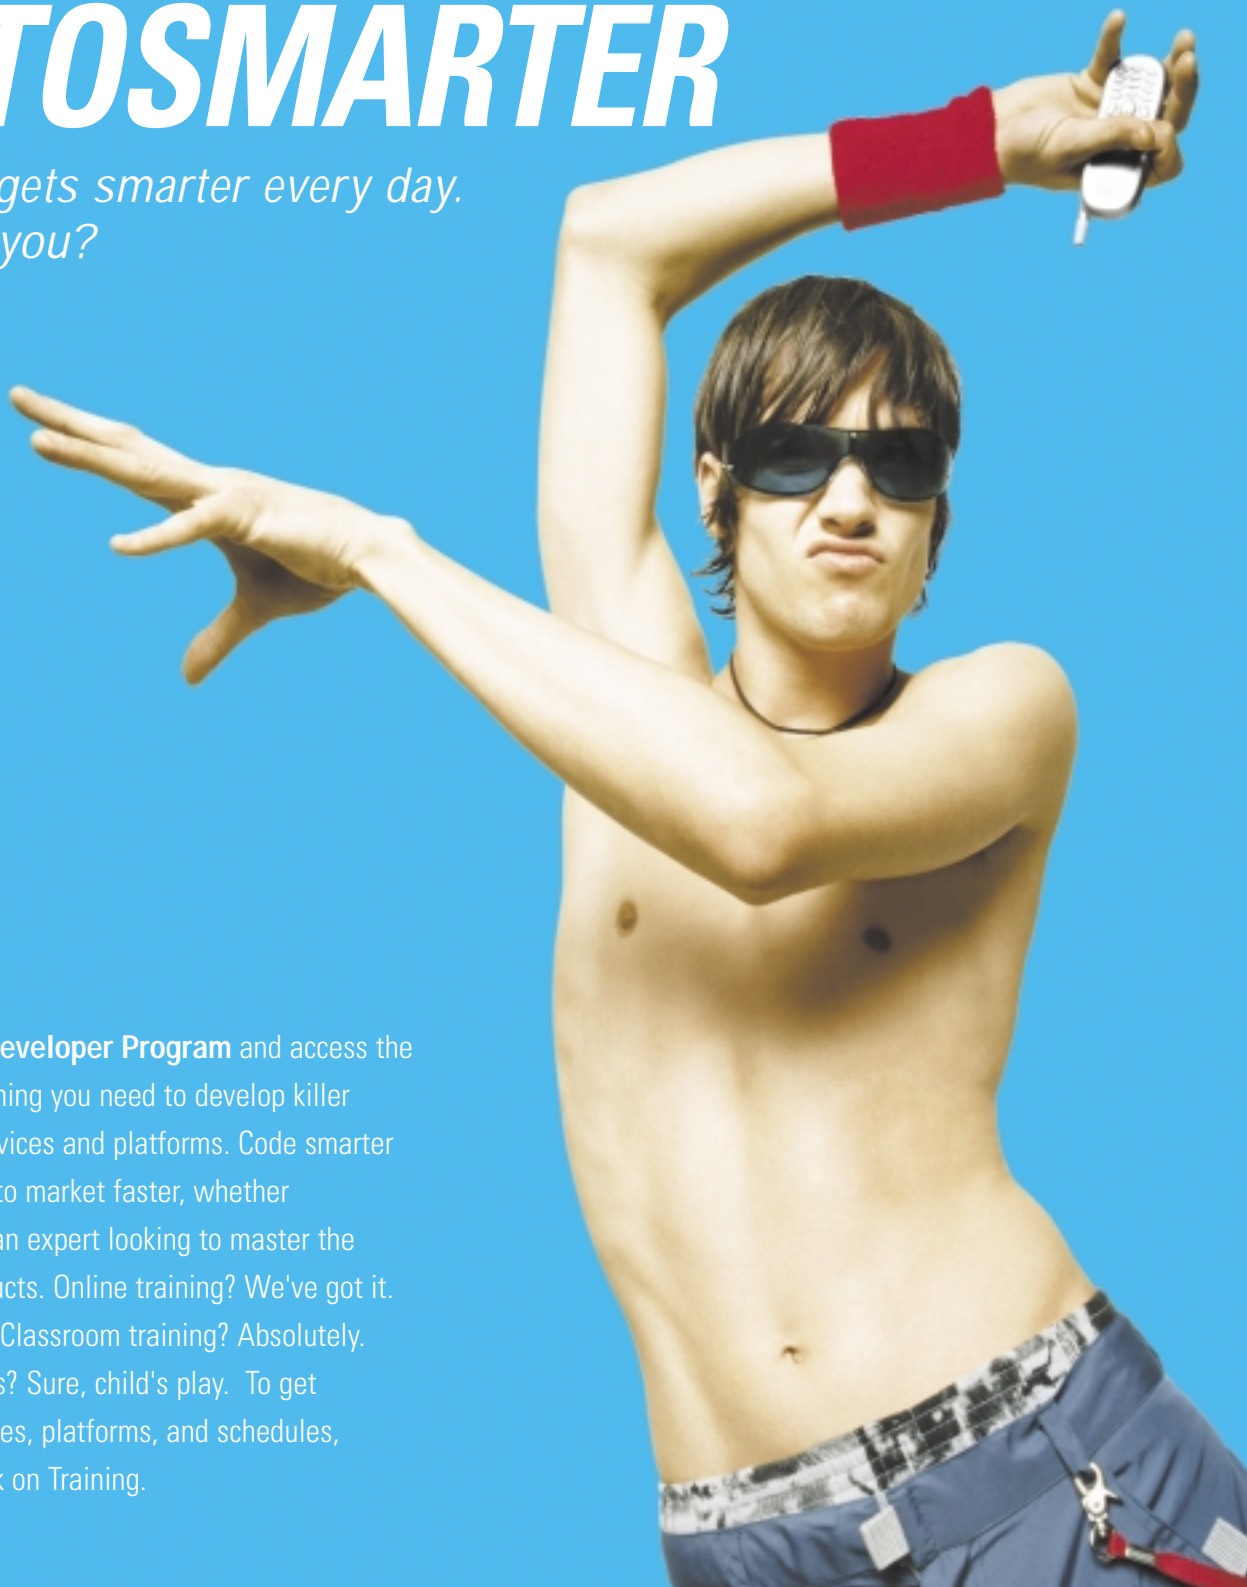 TOSMARTER
gets smarter every day.
you?
eveloper Program and access the
ning you need to develop killer
vices and platforms. Code smarter
to market faster, whether
an expert looking to master the
ucts. Online training? We've got it.
Classroom training? Absolutely.
s? Sure, child's play. To get
es, platforms, and schedules,
k on Training.